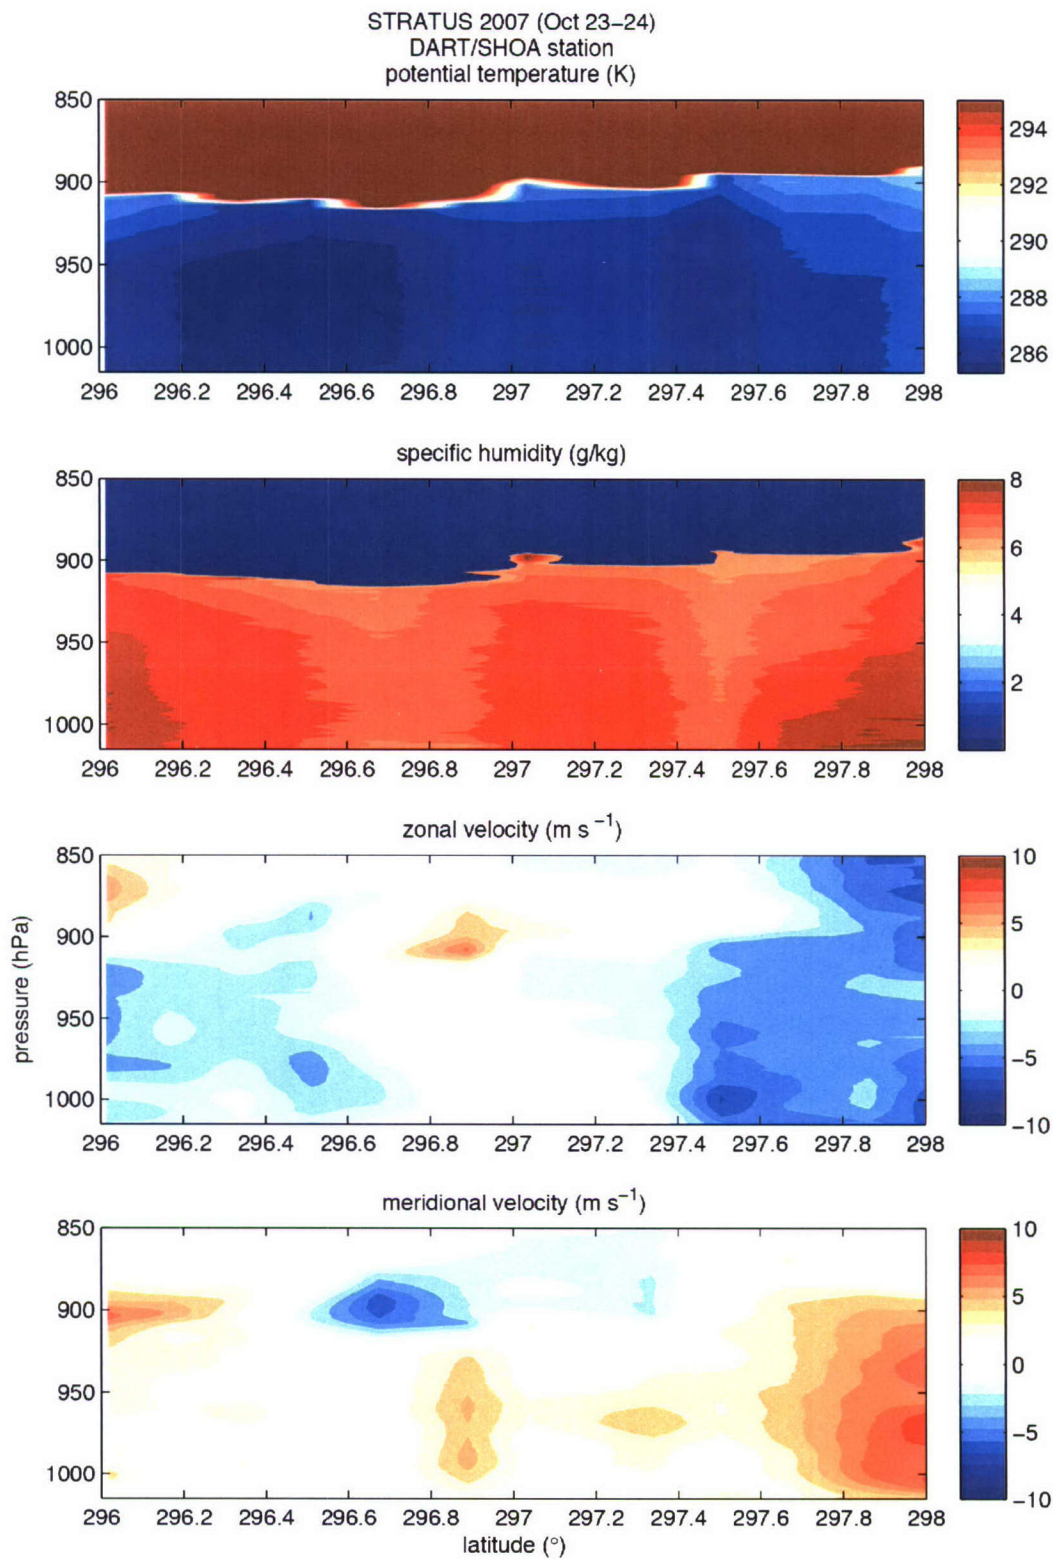 STRATUS 2007 (Oct 23−24)
DART/SHOA station
potential temperature (K)
850
900
950
1000
296 296.2 296.4 296.6 296.8 297 297.2 297.4 297.6 297.8 298
294
292
290
288
286
specific humidity (g/kg)
850
900
950
1000
296 296.2 296.4 296.6 296.8 297 297.2 297.4 297.6 297.8 298
8
6
4
2
zonal velocity (m s −1)
850
900
950
1000
pressure (hPa)
296 296.2 296.4 296.6 296.8 297 297.2 297.4 297.6 297.8 298
10
5
0
−5
−10
meridional velocity (m s−1)
850
900
950
1000
296 296.2 296.4 296.6 296.8 297 297.2 297.4 297.6 297.8 298
latitude (°)
10
5
0
−5
−10